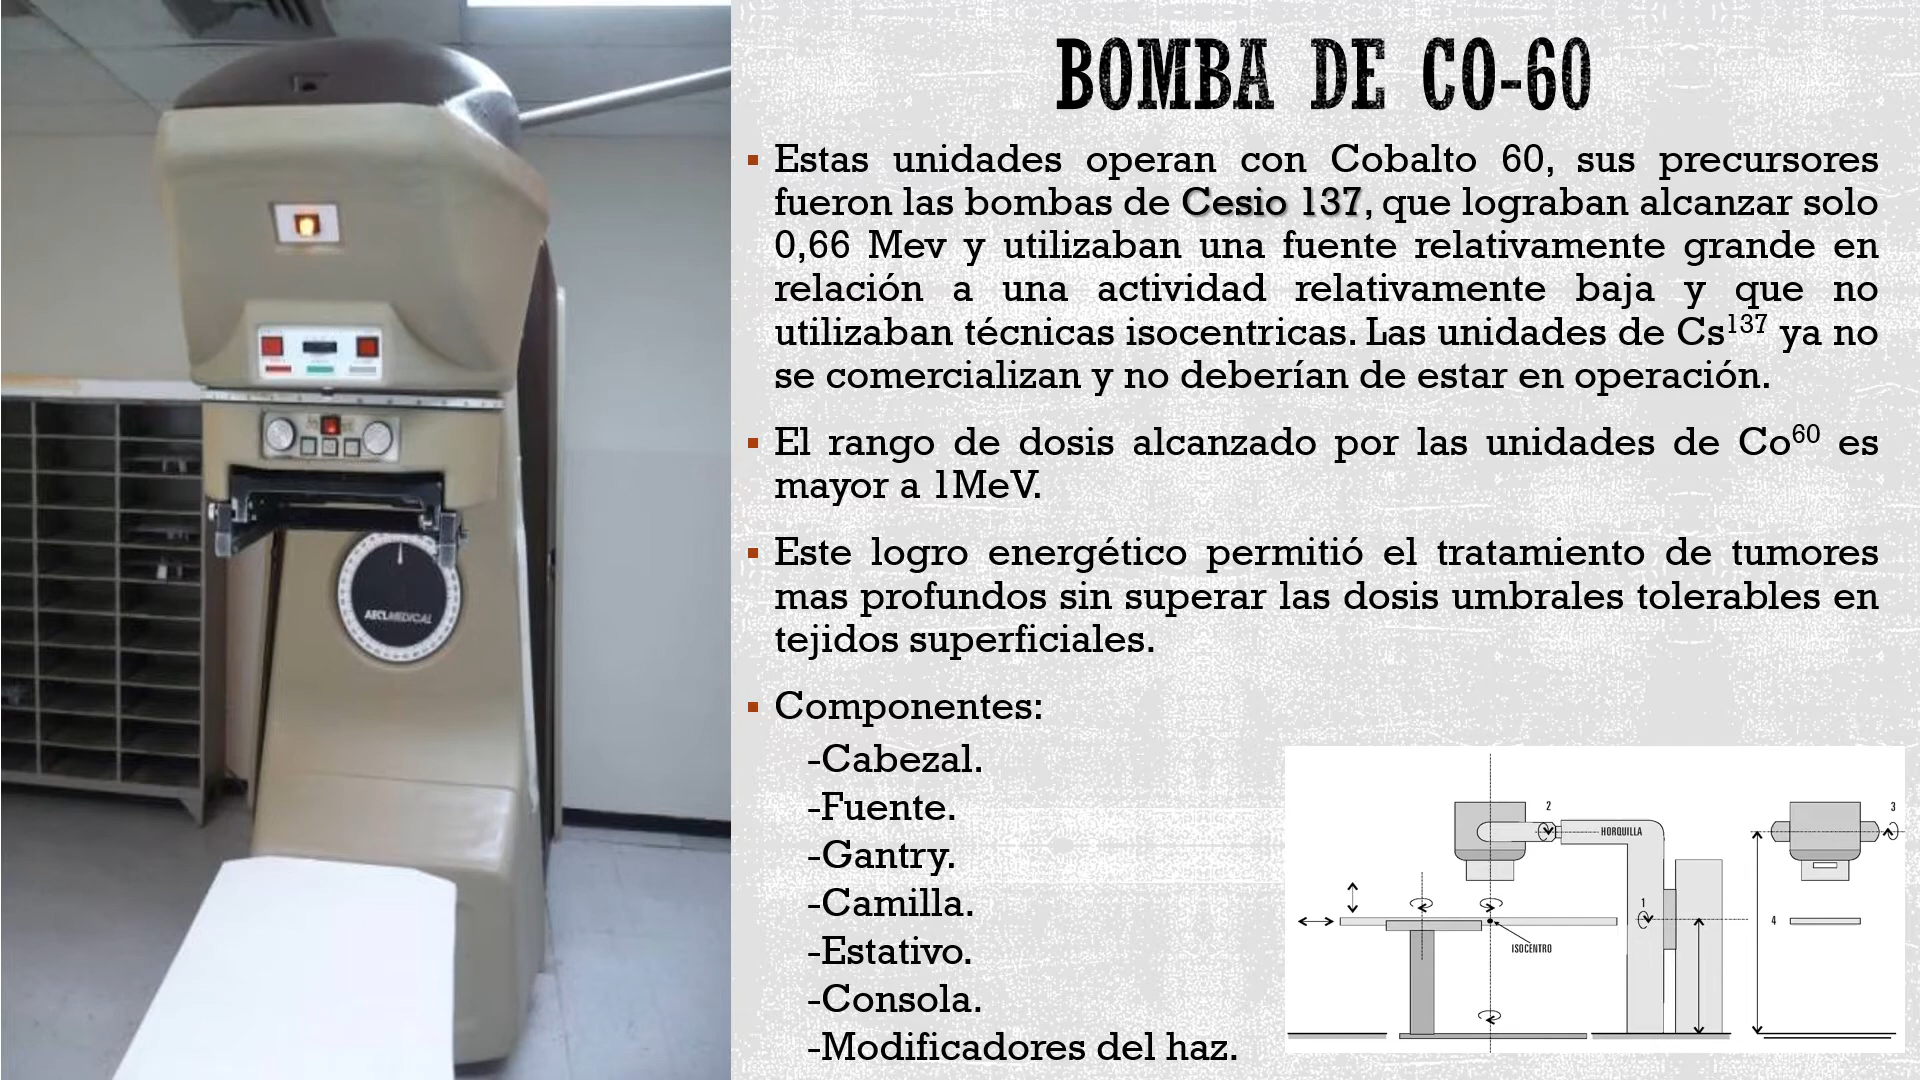 BOMBA DE CO-60
Estas unidades operan con Cobalto 60, sus precursores
fueron las bombas de Cesio 137, que lograban alcanzar solo
0,66 Mev y utilizaban una fuente relativamente grande en
relación a una actividad relativamente baja y que no
utilizaban técnicas isocentricas. Las unidades de Cs137 ya no
se comercializan y no deberían de estar en operación.
El rango de dosis alcanzado por las unidades de Co60 es
mayor a 1MeV.
Este logro energético permitió el tratamiento de tumores
mas profundos sin superar las dosis umbrales tolerables en
tejidos superficiales.
Componentes:
-Cabezal.
-Fuente.
-Gantry.
-Camilla.
-Estativo.
-Consola.
-Modificadores del haz.
AECL MEDICAL
2
HORQUILLA
3
1
4
ISOCENTRO